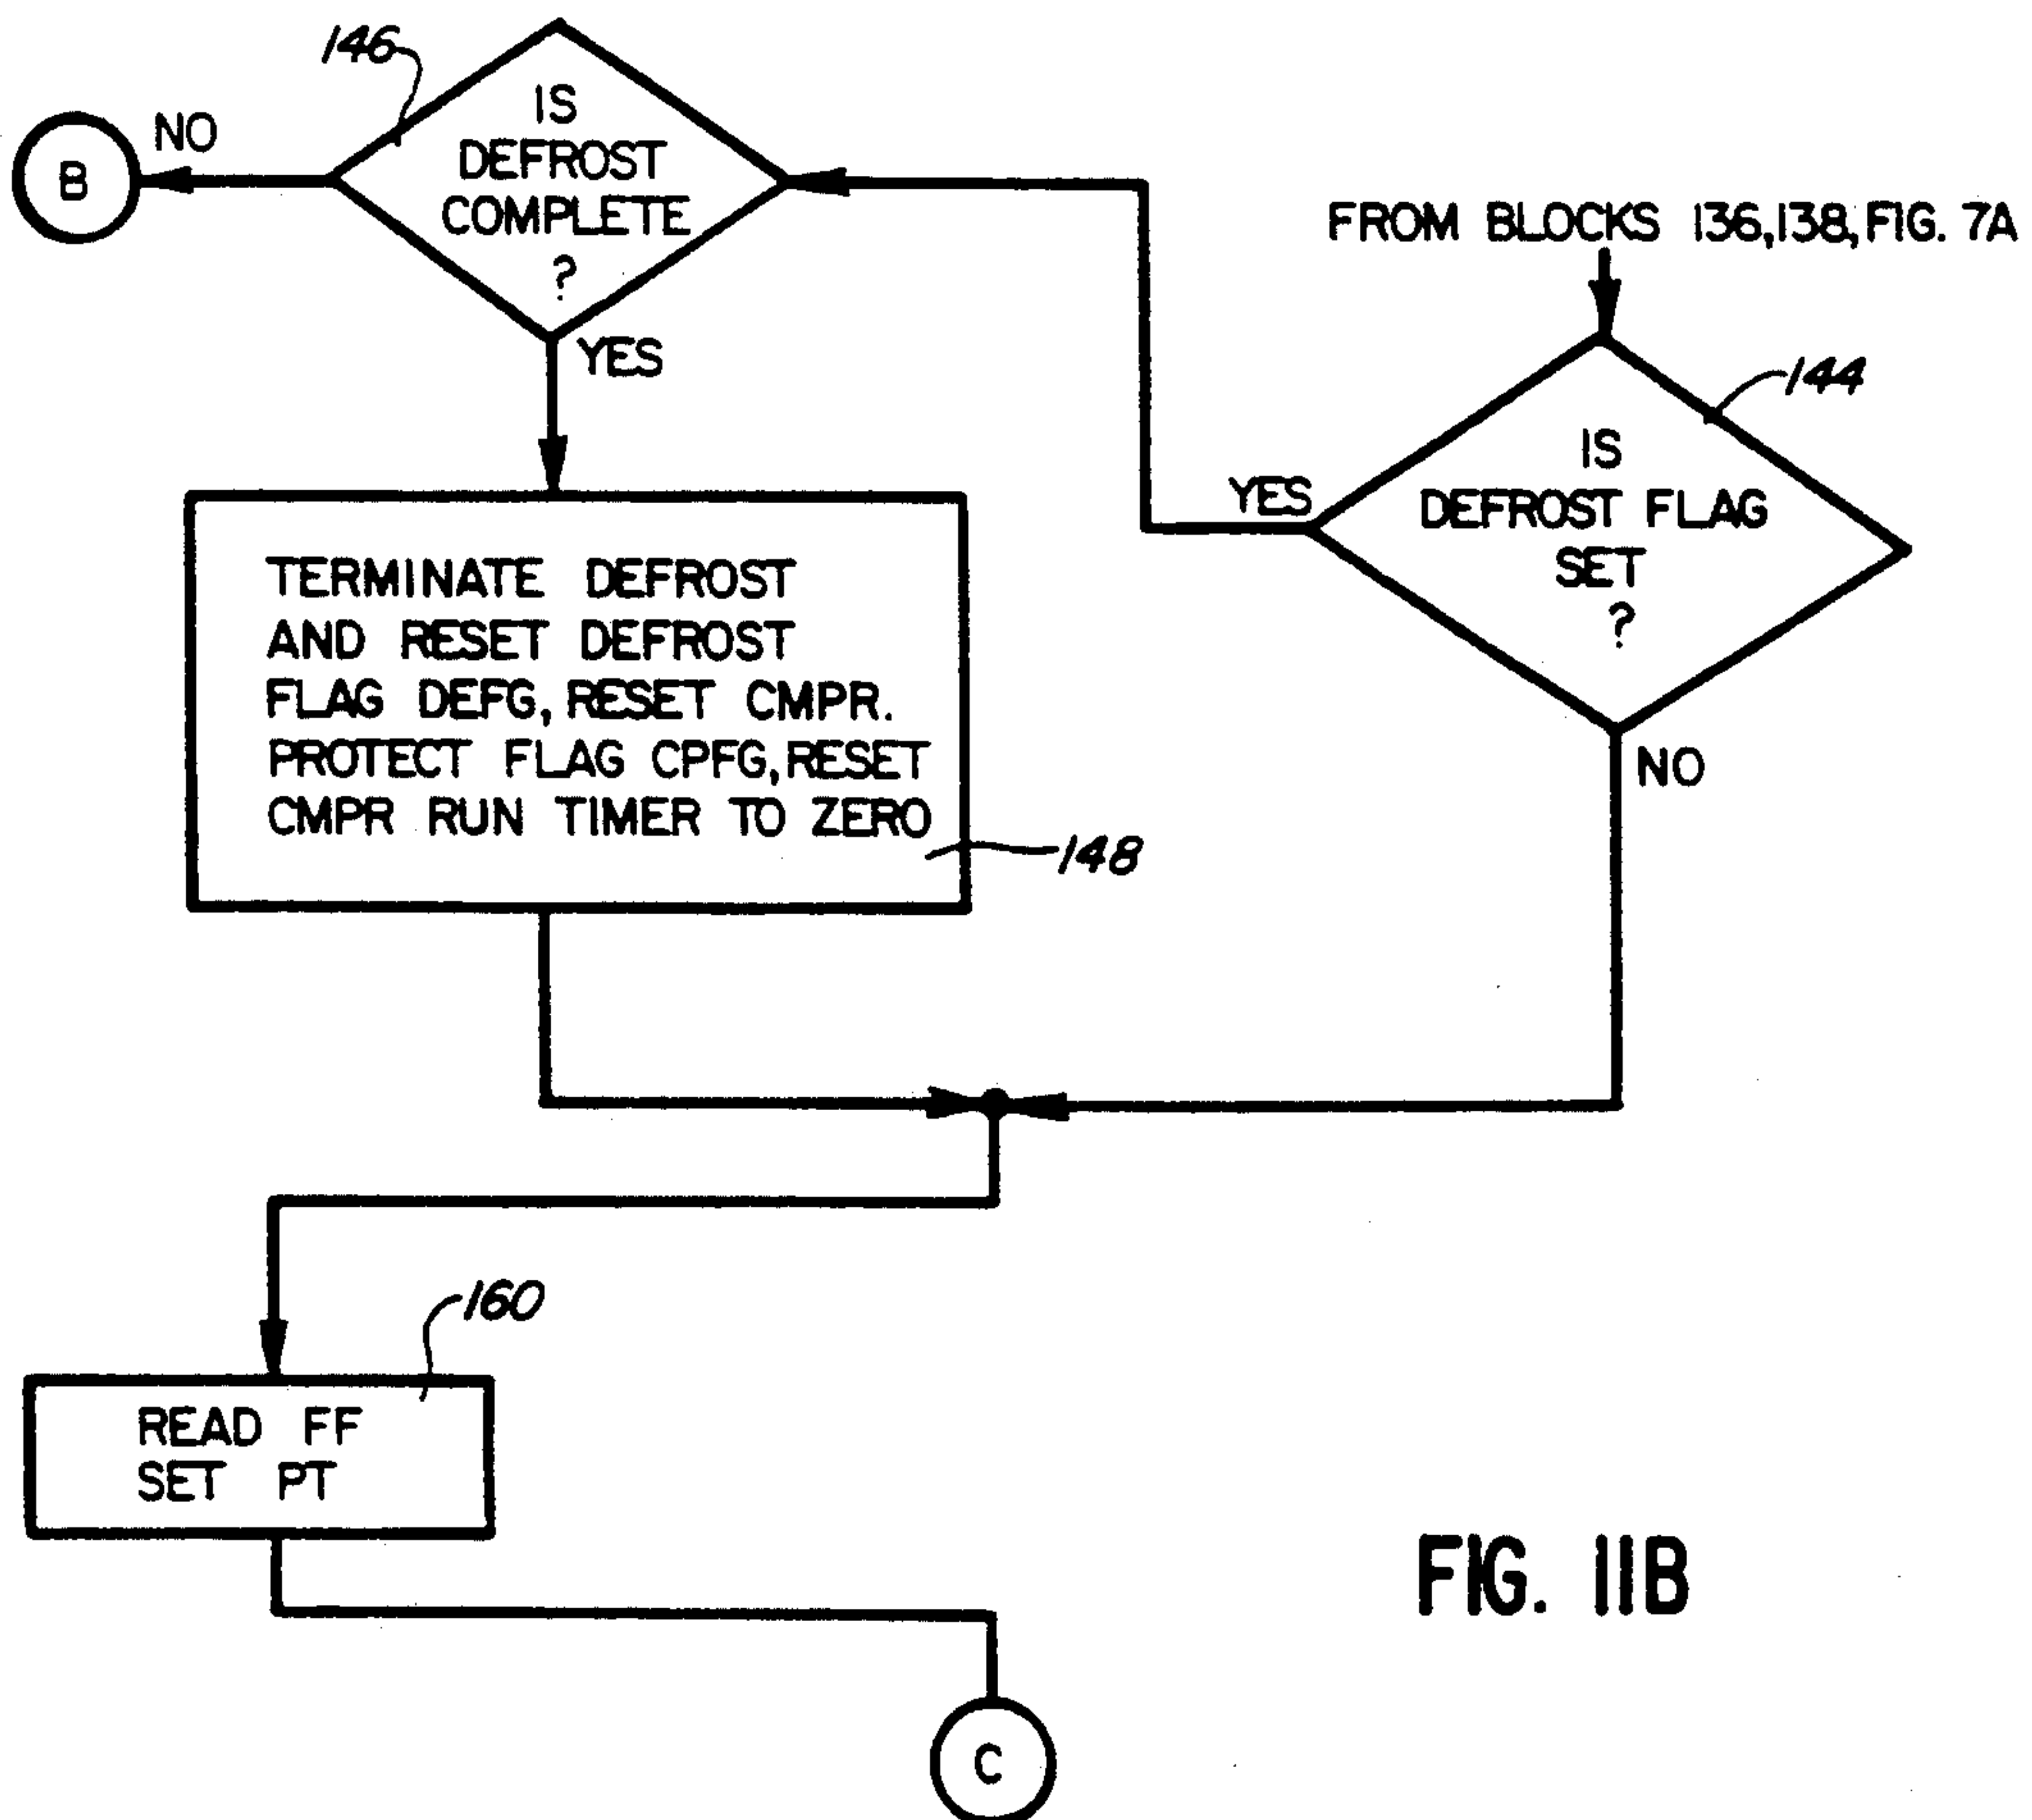 146
IS
DEFROST
COMPLETE
?
NO
B
YES
FROM BLOCKS 136,138, FIG. 7A
144
IS
DEFROST FLAG
SET
?
YES
NO
TERMINATE DEFROST
AND RESET DEFROST
FLAG DEFG, RESET CMPR.
PROTECT FLAG CPFG, RESET
CMPR RUN TIMER TO ZERO
148
160
READ FF
SET PT
C
FIG. 11B